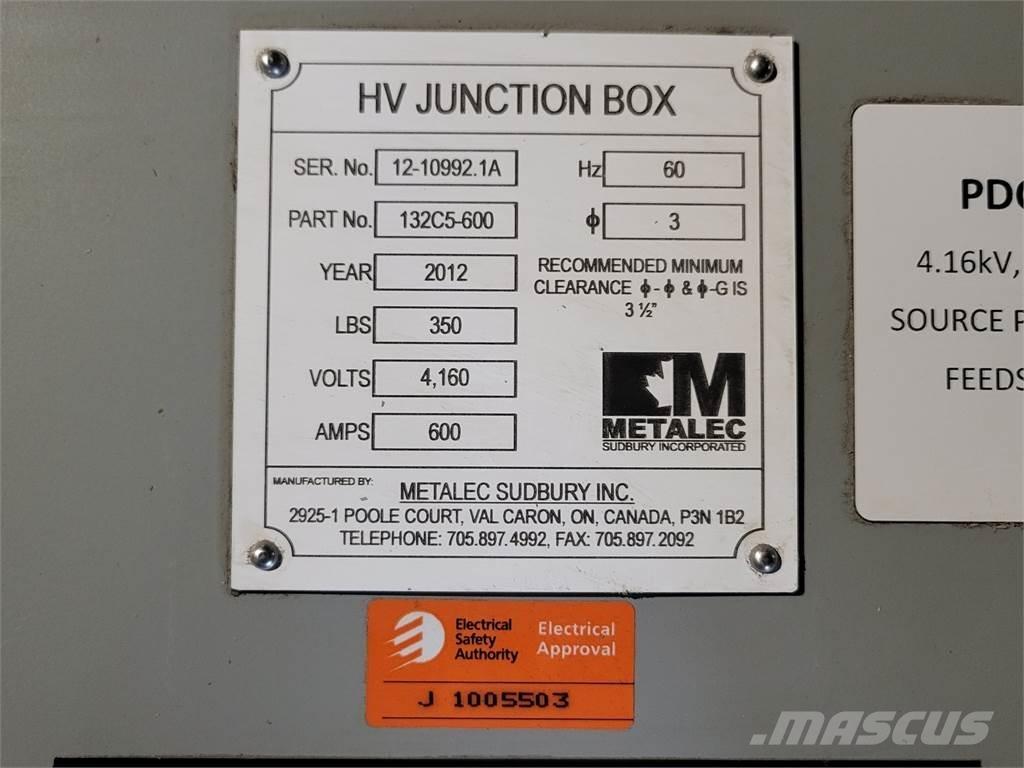 HV JUNCTION BOX
SER. No. 12-10992.1A
PART No. 132C5-600
YEAR 2012
LBS 350
VOLTS 4,160
AMPS 600
Hz 60
ϕ 3
RECOMMENDED MINIMUM
CLEARANCE ϕ-ϕ & ϕ-G IS
3 ½"
M
METALEC
SUDBURY INCORPORATED
MANUFACTURED BY:
METALEC SUDBURY INC.
2925-1 POOLE COURT, VAL CARON, ON, CANADA, P3N 1B2
TELEPHONE: 705.897.4992, FAX: 705.897.2092
Electrical
Safety
Authority
Electrical
Approval
J 1005503
4.16kV,
SOURCE
FEEDS
MASCUS